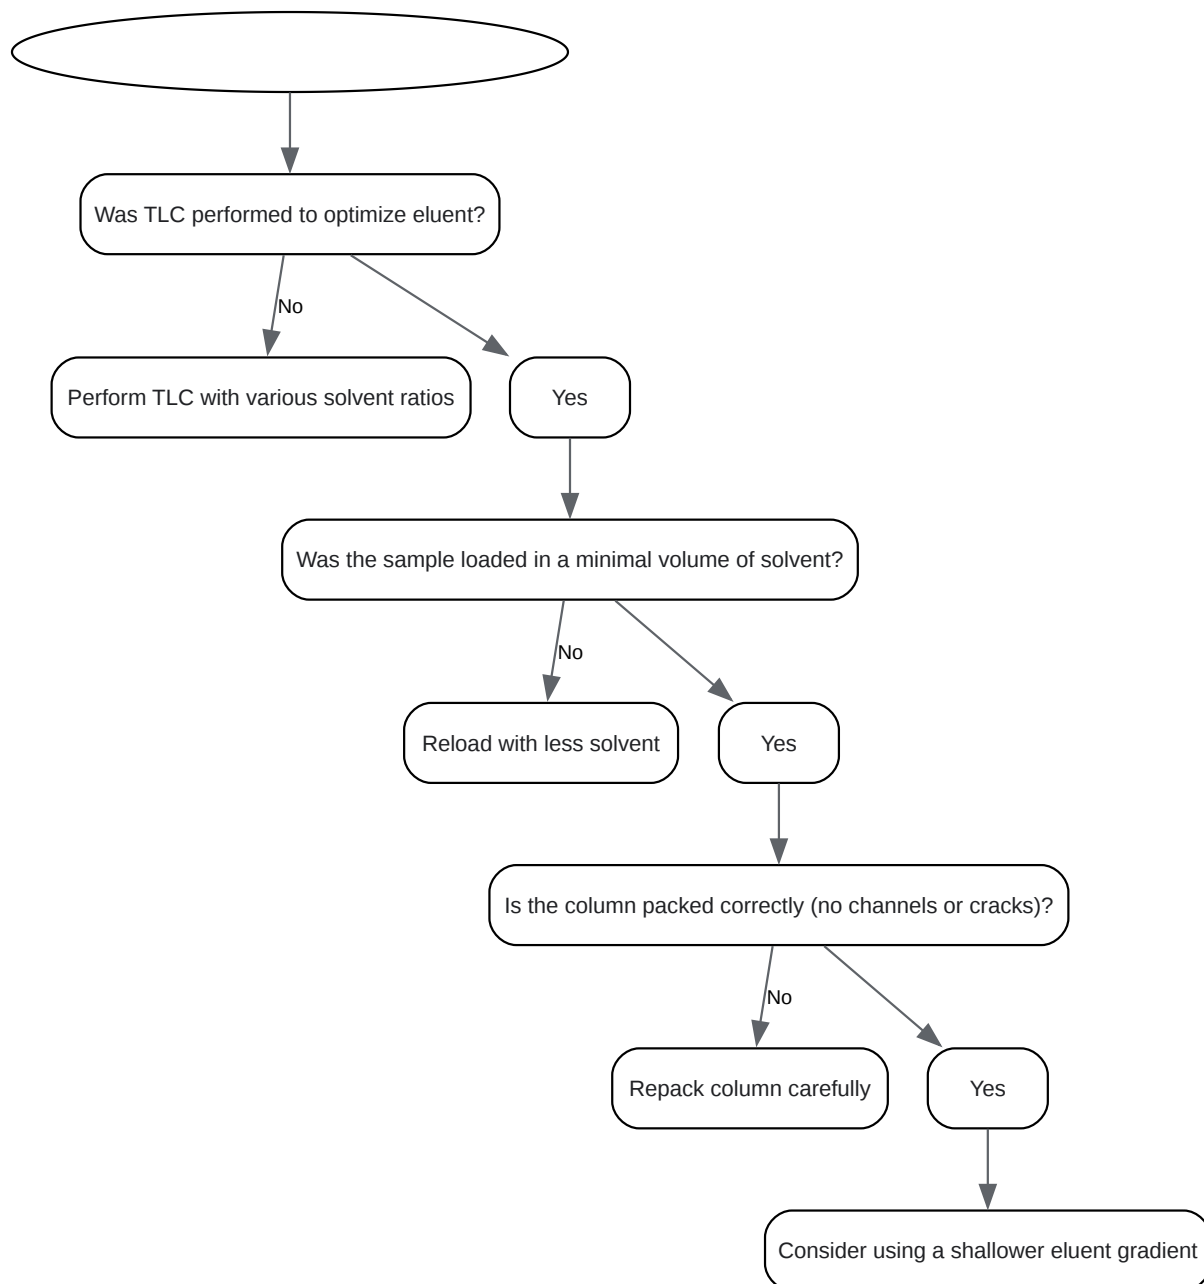 Was TLC performed to optimize eluent?
No
Perform TLC with various solvent ratios
Yes
Was the sample loaded in a minimal volume of solvent?
No
Reload with less solvent
Yes
Is the column packed correctly (no channels or cracks)?
No
Repack column carefully
Yes
Consider using a shallower eluent gradient